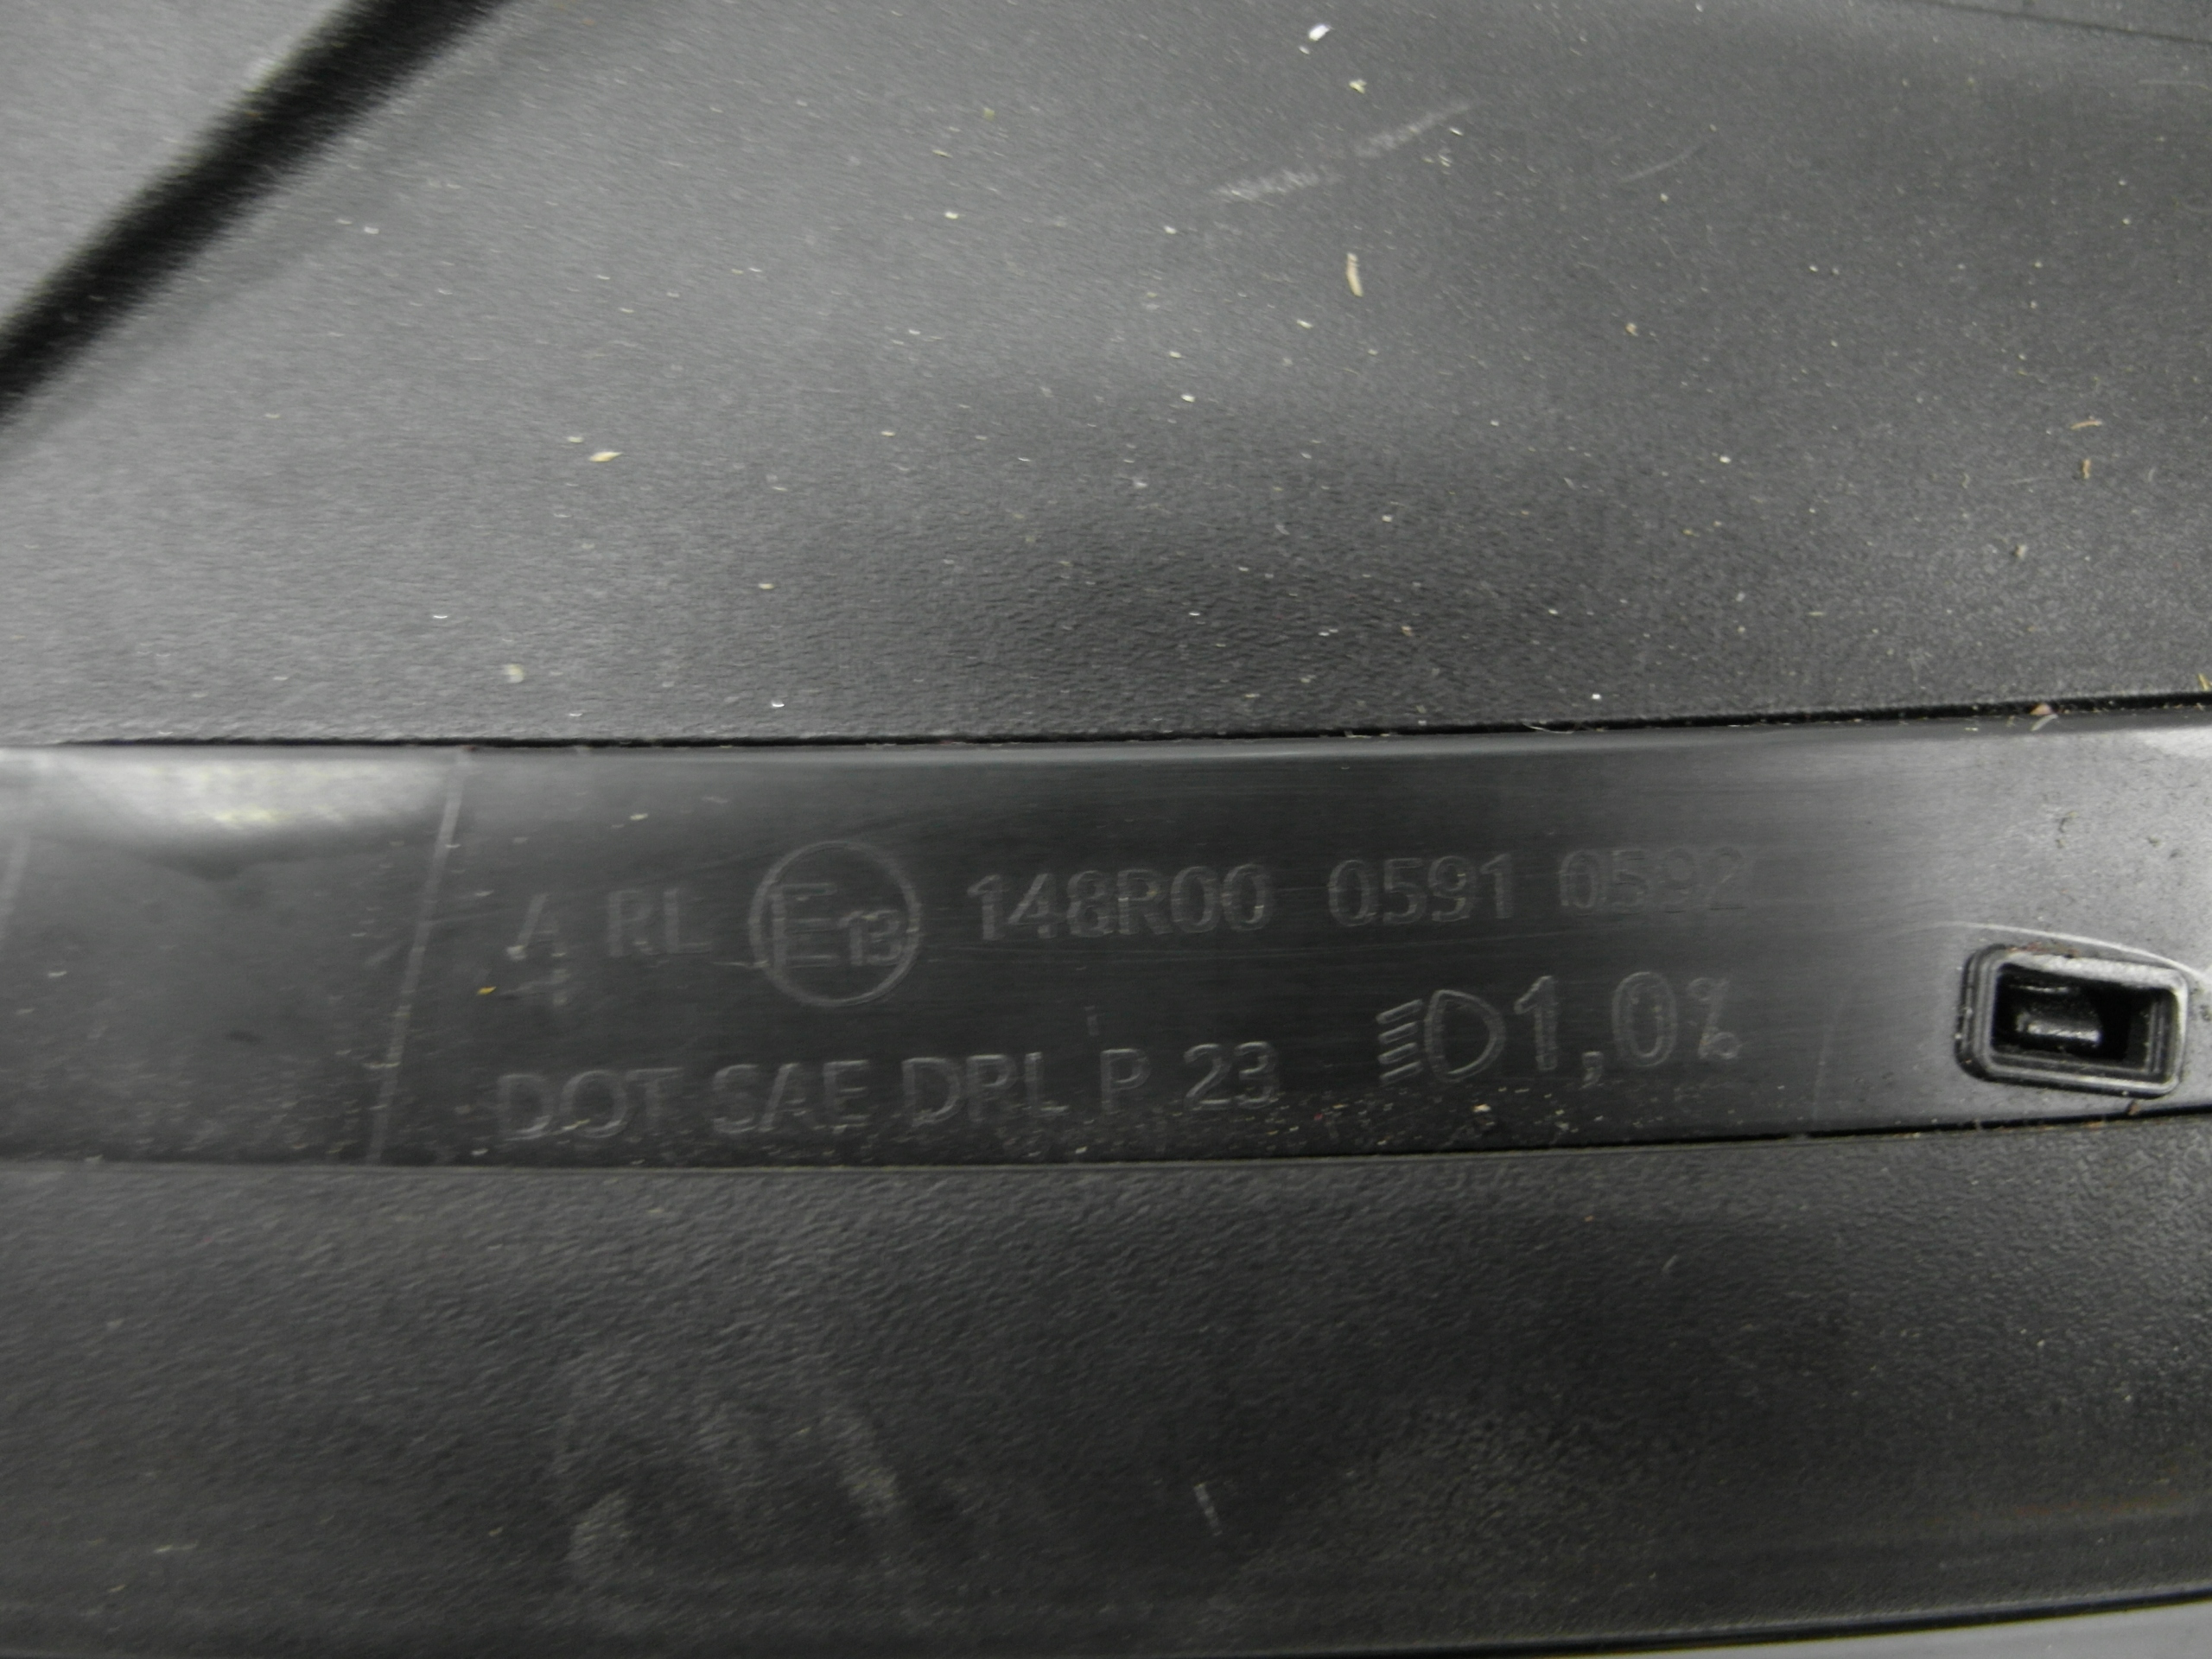 A RL E13 148R00 0591 0592
DOT SAE DRL P 23 1,0%